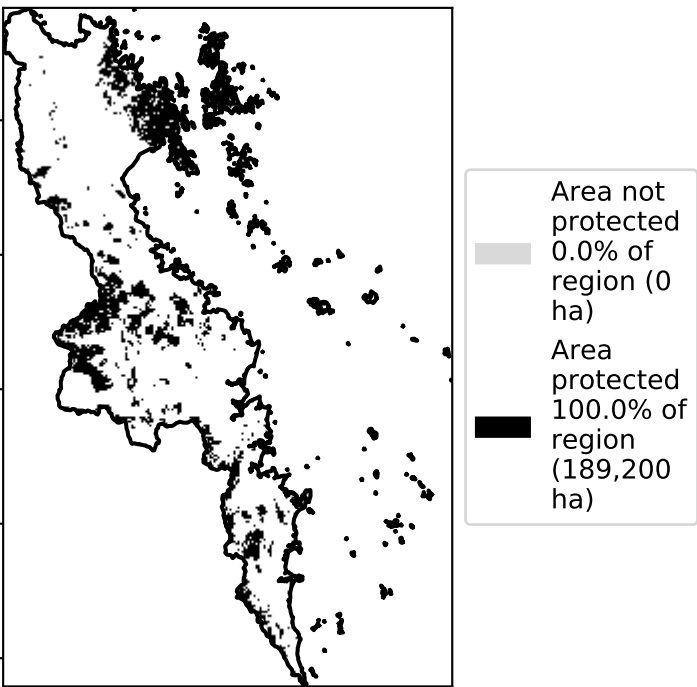 Area not
protected
0.0% of
region (0
ha)
Area
protected
100.0% of
region
(189,200
ha)